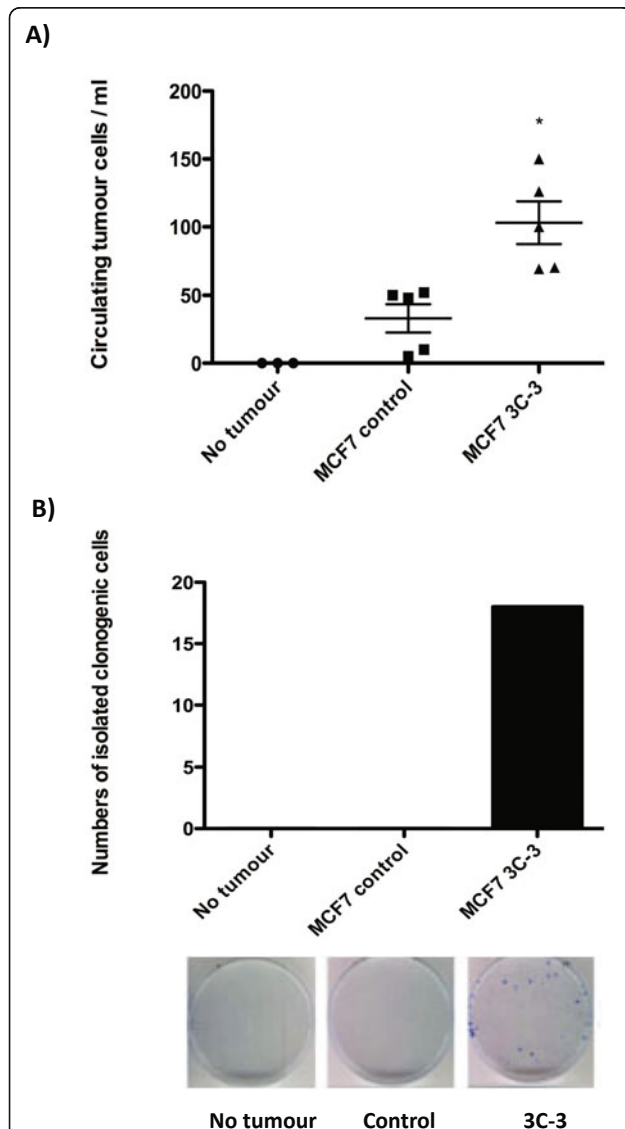 A)
Circulating tumour cells / ml
200
150
100
50
0
*
No tumour
MCF7 control
MCF7 3C-3
B)
Numbers of isolated clonogenic cells
20
15
10
5
0
No tumour
MCF7 control
MCF7 3C-3
No tumour
Control
3C-3